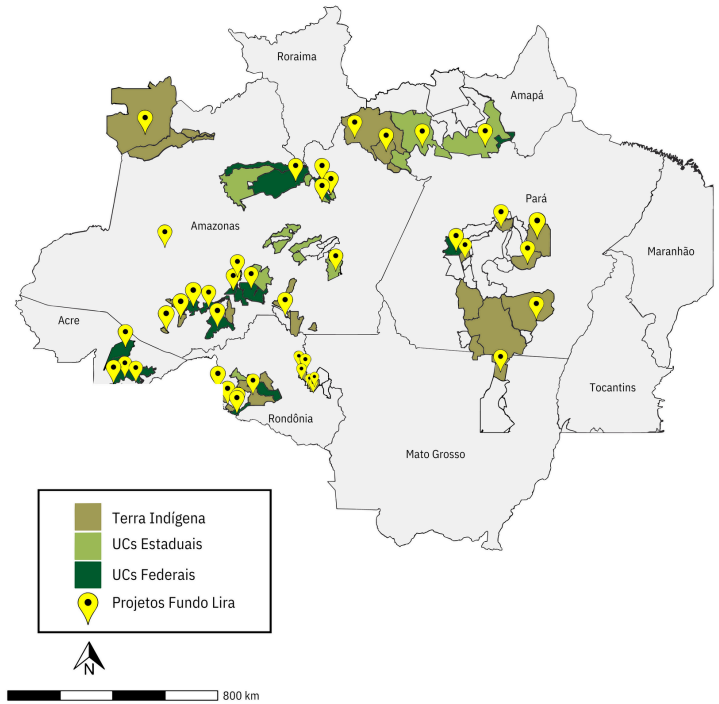 Roraima
Amapá
Amazonas
Pará
Maranhão
Acre
Tocantins
Rondônia
Mato Grosso
Terra Indígena
UCs Estaduais
UCs Federais
Projetos Fundo Lira
N
800 km